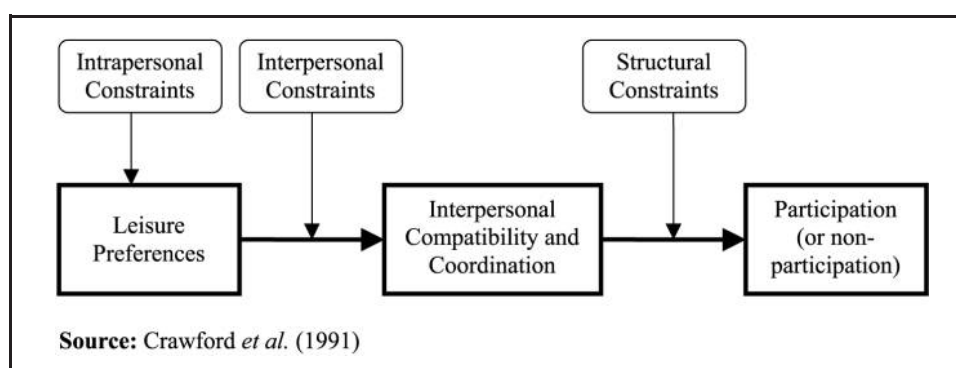 Intrapersonal
Constraints
Interpersonal
Constraints
Structural
Constraints
Leisure
Preferences
Interpersonal
Compatibility and
Coordination
Participation
(or non-
participation)
Source: Crawford et al. (1991)